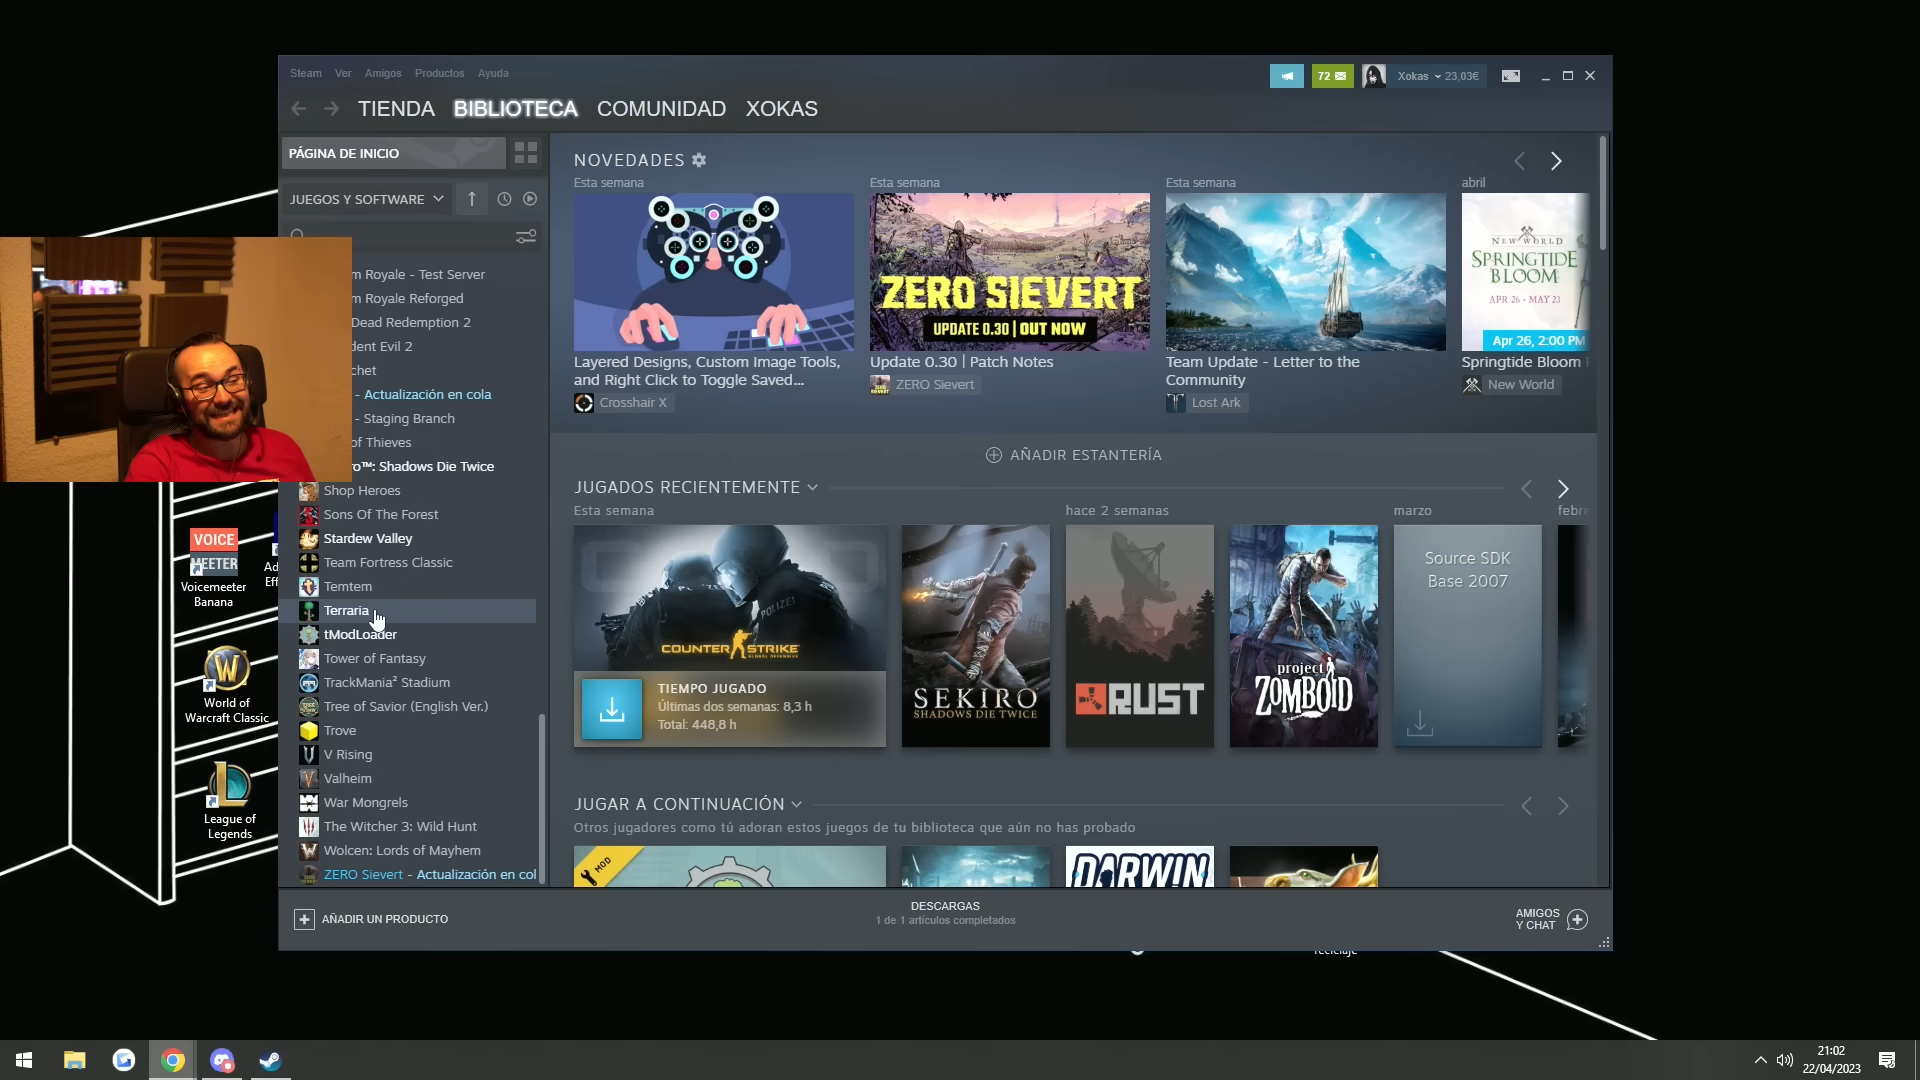 Steam Ver Amigos Productos Ayuda
72
Xokas 23,03€
TIENDA BIBLIOTECA COMUNIDAD XOKAS
PÁGINA DE INICIO
JUEGOS Y SOFTWARE
m Royale - Test Server
m Royale Reforged
Dead Redemption 2
dent Evil 2
chet
- Actualización en cola
- Staging Branch
of Thieves
ro™: Shadows Die Twice
Shop Heroes
Sons Of The Forest
Stardew Valley
Team Fortress Classic
Temtem
Terraria
tModLoader
Tower of Fantasy
TrackMania² Stadium
Tree of Savior (English Ver.)
Trove
V Rising
Valheim
War Mongrels
The Witcher 3: Wild Hunt
Wolcen: Lords of Mayhem
ZERO Sievert - Actualización en col
NOVEDADES
Esta semana
Layered Designs, Custom Image Tools,
and Right Click to Toggle Saved...
Crosshair X
Esta semana
ZERO SIEVERT
UPDATE 0.30 | OUT NOW
Update 0.30 | Patch Notes
ZERO Sievert
Esta semana
Team Update - Letter to the
Community
Lost Ark
abril
NEW WORLD
SPRINGTIDE
BLOOM
APR 26 - MAY 23
Apr 26, 2:00 PM
Springtide Bloom
New World
AÑADIR ESTANTERÍA
JUGADOS RECIENTEMENTE
Esta semana
COUNTER STRIKE
GLOBAL OFFENSIVE
POLIZEI
TIEMPO JUGADO
Últimas dos semanas: 8,3 h
Total: 448,8 h
SEKIRO
SHADOWS DIE TWICE
hace 2 semanas
RUST
project
ZOMBOID
marzo
Source SDK
Base 2007
febre
JUGAR A CONTINUACIÓN
Otros jugadores como tú adoran estos juegos de tu biblioteca que aún no has probado
MOD
DARWIN
AÑADIR UN PRODUCTO
DESCARGAS
1 de 1 artículos completados
AMIGOS
Y CHAT
VOICE
MEETER
Voicemeeter
Banana
Ad
Eff
World of
Warcraft Classic
League of
Legends
reciclaje
21:02
22/04/2023